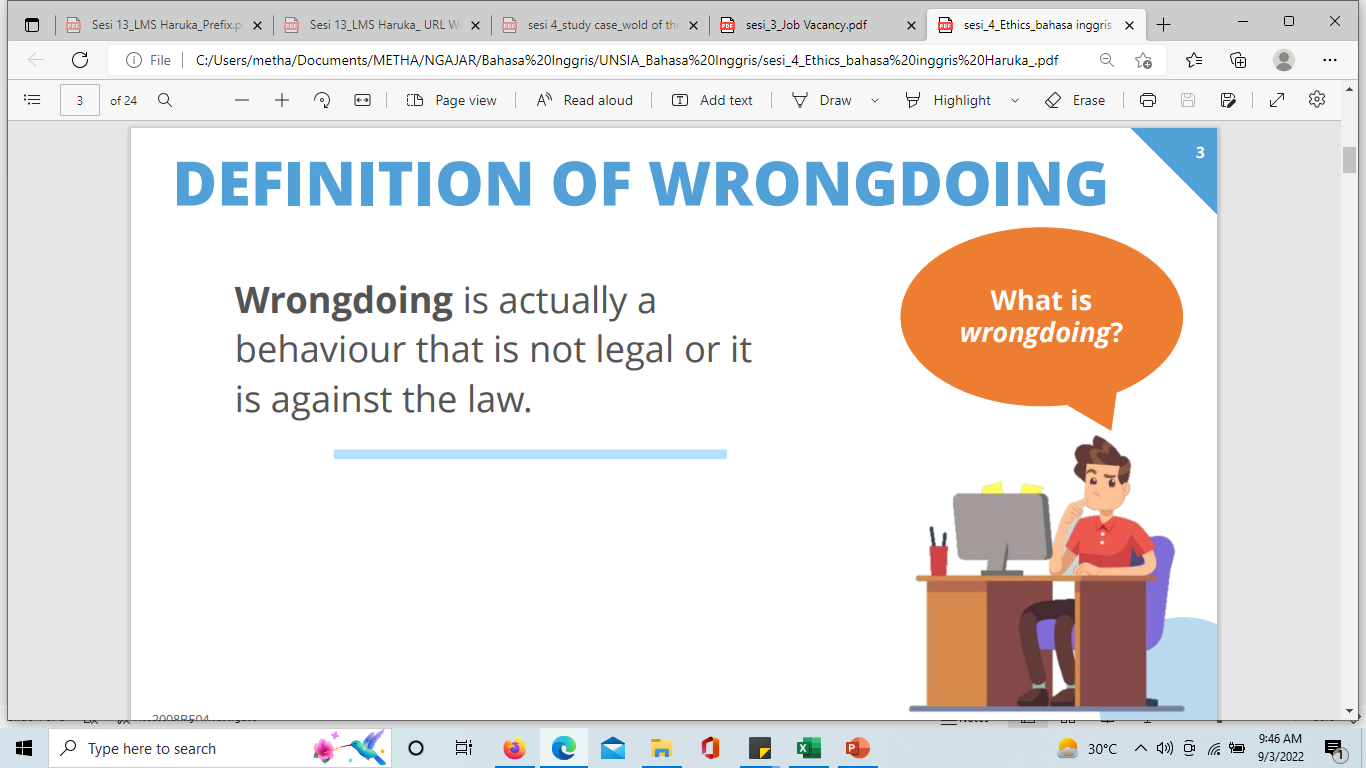 Sesi 13_LMS Haruka_Prefix.p
Sesi 13_LMS Haruka_ URL W
sesi 4_study case_wold of the
sesi_3_Job Vacancy.pdf
sesi_4_Ethics_bahasa inggris
File
C:/Users/metha/Documents/METHA/NGAJAR/Bahasa%20Inggris/UNSIA_Bahasa%20Inggris/sesi_4_Ethics_bahasa%20inggris%20Haruka_.pdf
3 of 24
Page view
Read aloud
Add text
Draw
Highlight
Erase
3
DEFINITION OF WRONGDOING
Wrongdoing is actually a
behaviour that is not legal or it
is against the law.
What is
wrongdoing?
Type here to search
30°C
9:46 AM
9/3/2022
1